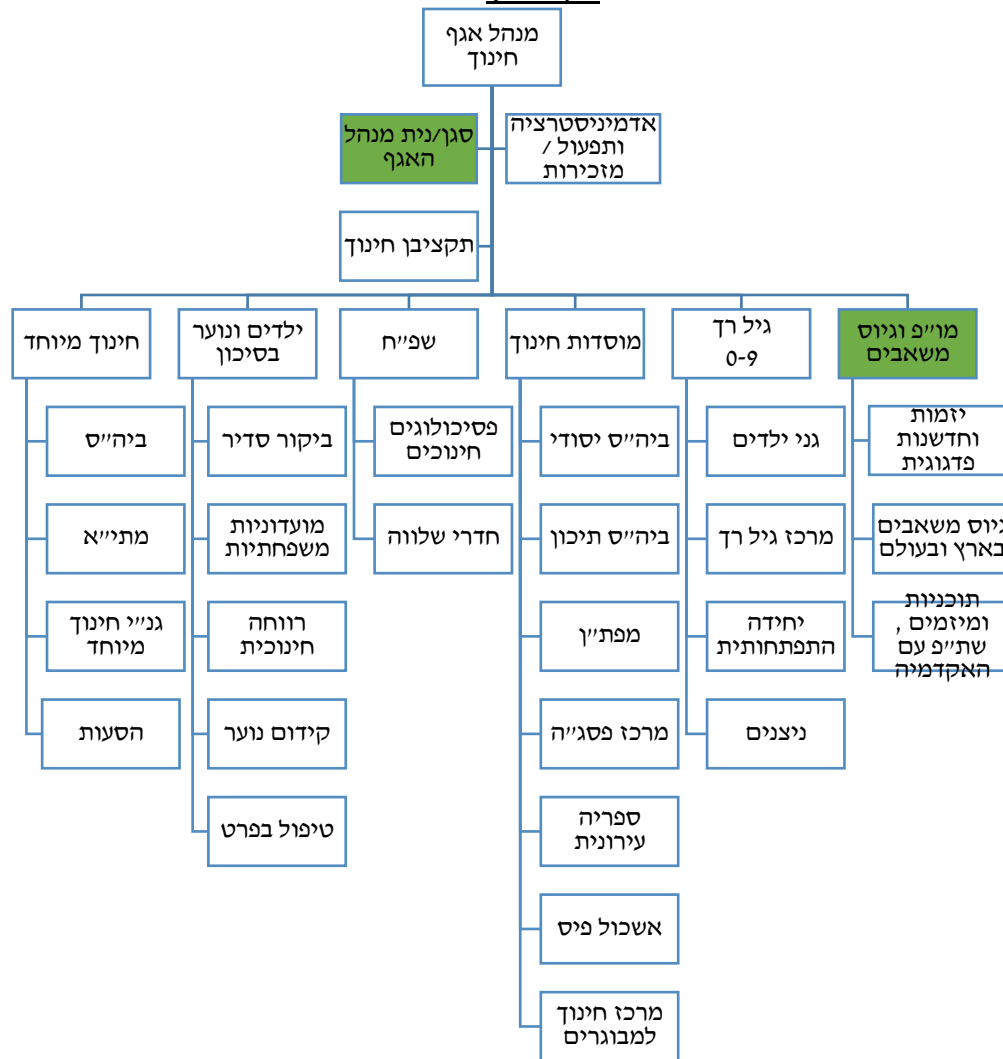 מנהל אגף
חינוך
אדמיניסטרציה
ותפעול /
מזכירות
סגן/נית מנהל
האגף
תקציבן חינוך
מו״פ וגיוס
משאבים
יזמות
וחדשנות
פדגוגית
גיוס משאבים
בארץ ובעולם
תוכניות
ומיזמים ,
שת״פ עם
האקדמיה
גיל רך
0-9
גני ילדים
מרכז גיל רך
יחידה
התפתחותית
ניצנים
מוסדות חינוך
ביה״ס יסודי
ביה״ס תיכון
מפת״ן
מרכז פסג״ה
ספריה
עירונית
אשכול פיס
מרכז חינוך
למבוגרים
שפ״ח
פסיכולוגים
חינוכים
חדרי שלווה
ילדים ונוער
בסיכון
ביקור סדיר
מועדוניות
משפחתיות
רווחה
חינוכית
קידום נוער
טיפול בפרט
חינוך מיוחד
ביה״ס
מתי״א
גנ״י חינוך
מיוחד
הסעות